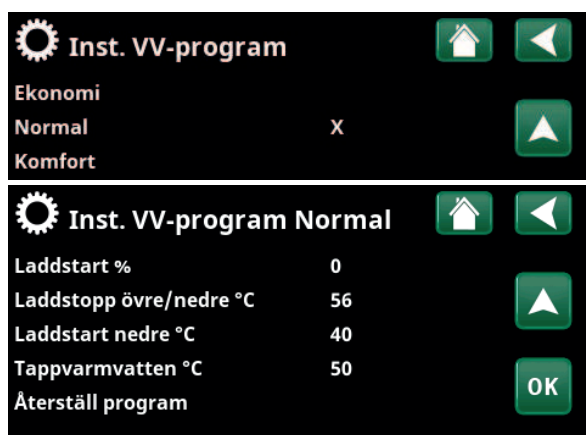 Inst. VV-program
Ekonomi
Normal X
Komfort
Inst. VV-program Normal
Laddstart % 0
Laddstopp övre/nedre °C 56
Laddstart nedre °C 40
Tappvarmvatten °C 50
Återställ program
OK